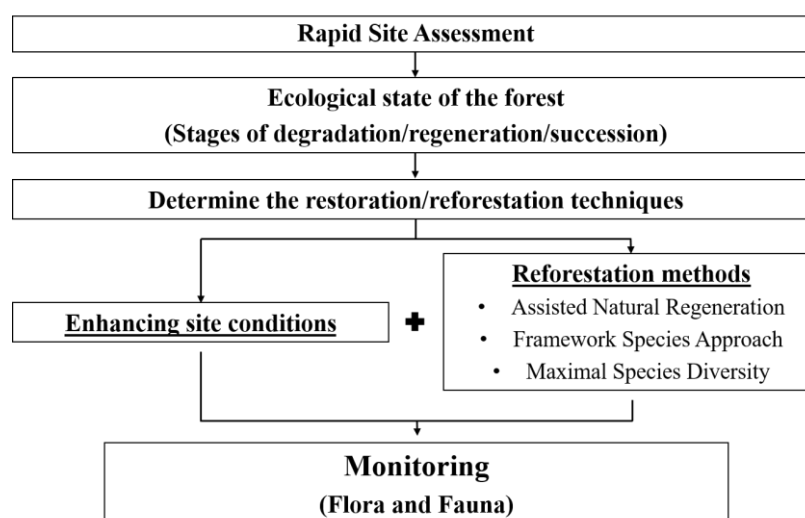 Rapid Site Assessment
Ecological state of the forest
(Stages of degradation/regeneration/succession)
Determine the restoration/reforestation techniques
Enhancing site conditions
+
Reforestation methods
• Assisted Natural Regeneration
• Framework Species Approach
• Maximal Species Diversity
Monitoring
(Flora and Fauna)